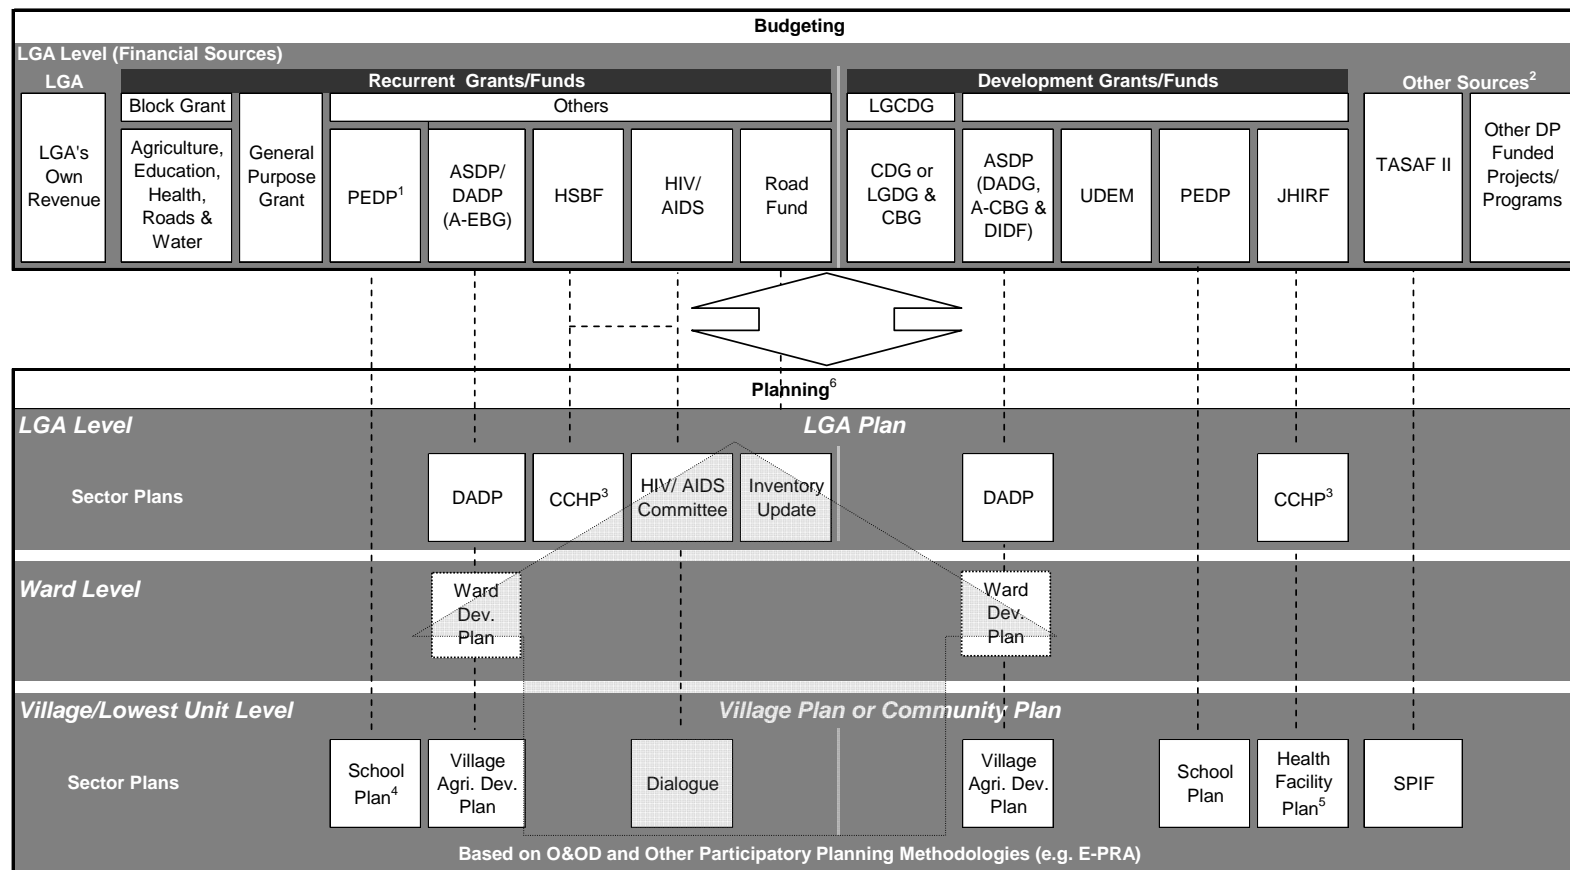 Budgeting
LGA Level (Financial Sources)
LGA
Recurrent Grants/Funds
Development Grants/Funds
Other Sources²
Block Grant
Others
LGCDG
LGA's
Own
Revenue
Agriculture,
Education,
Health,
Roads &
Water
General
Purpose
Grant
PEDP¹
ASDP/
DADP
(A-EBG)
HSBF
HIV/
AIDS
Road
Fund
CDG or
LGDG &
CBG
ASDP
(DADG,
A-CBG &
DIDF)
UDEM
PEDP
JHIRF
TASAF II
Other DP
Funded
Projects/
Programs
Planning⁶
LGA Level
LGA Plan
Sector Plans
DADP
CCHP³
HIV/ AIDS
Committee
Inventory
Update
DADP
CCHP³
Ward Level
Ward
Dev.
Plan
Ward
Dev.
Plan
Village/Lowest Unit Level
Village Plan or Community Plan
Sector Plans
School
Plan⁴
Village
Agri. Dev.
Plan
Dialogue
Village
Agri. Dev.
Plan
School
Plan
Health
Facility
Plan⁵
SPIF
Based on O&OD and Other Participatory Planning Methodologies (e.g. E-PRA)